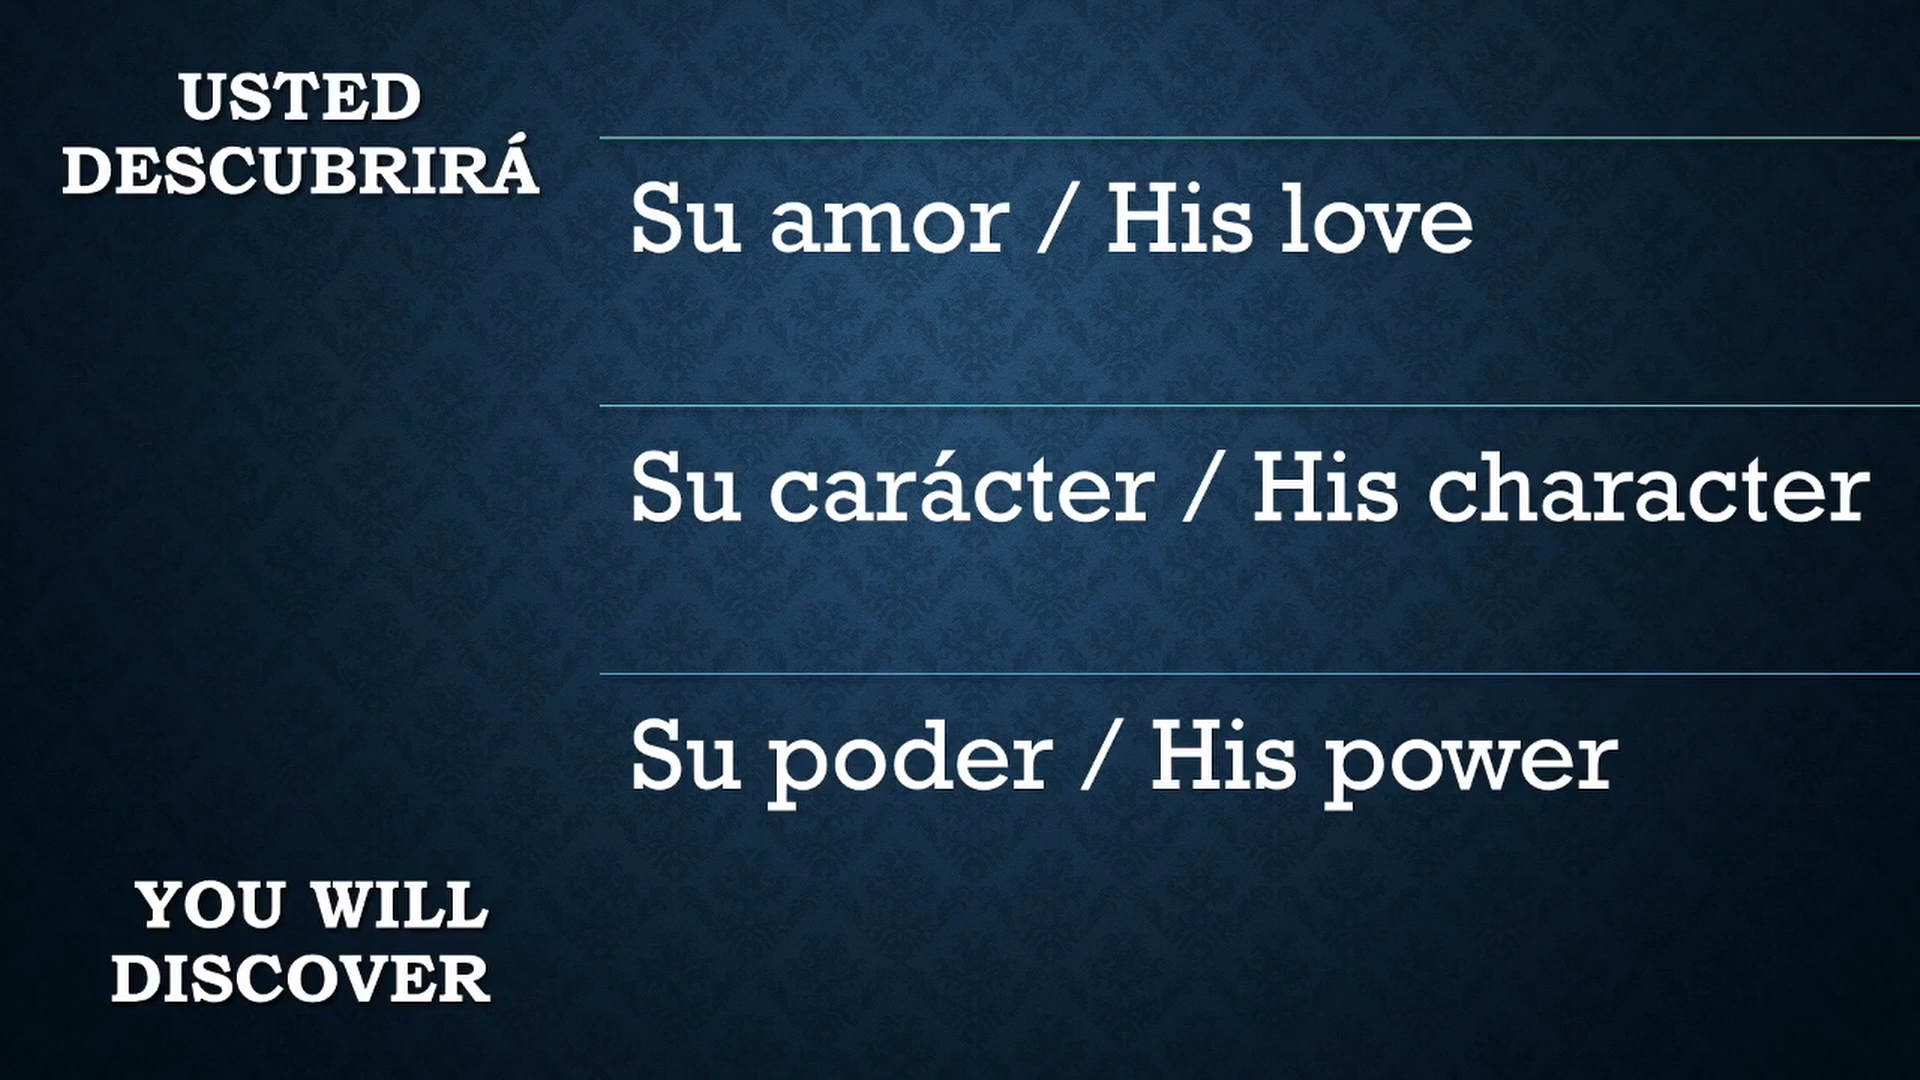 USTED
DESCUBRIRÁ
Su amor / His love
Su carácter / His character
Su poder / His power
YOU WILL
DISCOVER